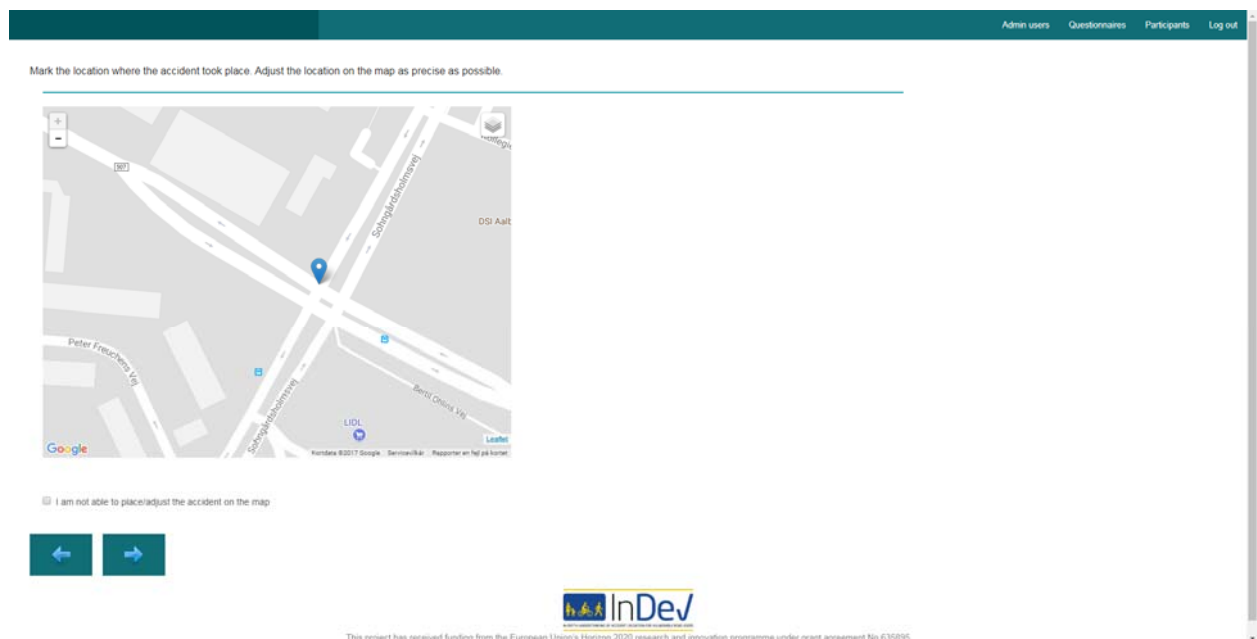 Admin users Questionnaires Participants Log out
Mark the location where the accident took place. Adjust the location on the map as precise as possible.
+
-
507
Sohngårdsholmsvej
DSI Aalb
Peter Freuchens Vej
Bertil Ohlins Vej
Sohngårdsholmsvej
LIDL
Leaflet
Google
Kortdata ©2017 Google Servicevilkår Rapporter en fejl på kortet
I am not able to place/adjust the accident on the map
InDeV
This project has received funding from the European Union's Horizon 2020 research and innovation programme under grant agreement No 635895